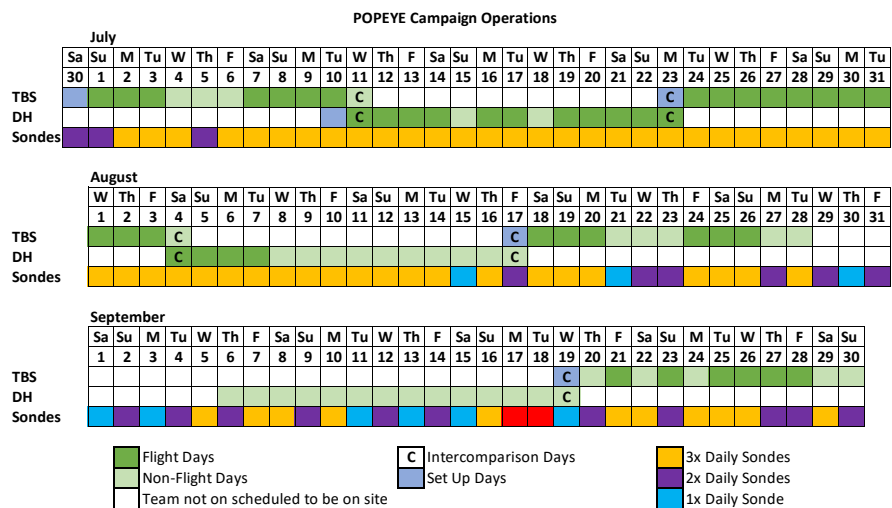 POPEYE Campaign Operations
July
Sa Su M Tu W Th F Sa Su M Tu W Th F Sa Su M Tu W Th F Sa Su M Tu W Th F Sa Su M Tu
30 1 2 3 4 5 6 7 8 9 10 11 12 13 14 15 16 17 18 19 20 21 22 23 24 25 26 27 28 29 30 31
TBS C C
DH C C
Sondes
August
W Th F Sa Su M Tu W Th F Sa Su M Tu W Th F Sa Su M Tu W Th F Sa Su M Tu W Th F
1 2 3 4 5 6 7 8 9 10 11 12 13 14 15 16 17 18 19 20 21 22 23 24 25 26 27 28 29 30 31
TBS C C
DH C C
Sondes
September
Sa Su M Tu W Th F Sa Su M Tu W Th F Sa Su M Tu W Th F Sa Su M Tu W Th F Sa Su
1 2 3 4 5 6 7 8 9 10 11 12 13 14 15 16 17 18 19 20 21 22 23 24 25 26 27 28 29 30
TBS C
DH C
Sondes
Flight Days C Intercomparison Days 3x Daily Sondes
Non-Flight Days Set Up Days 2x Daily Sondes
Team not on scheduled to be on site 1x Daily Sonde